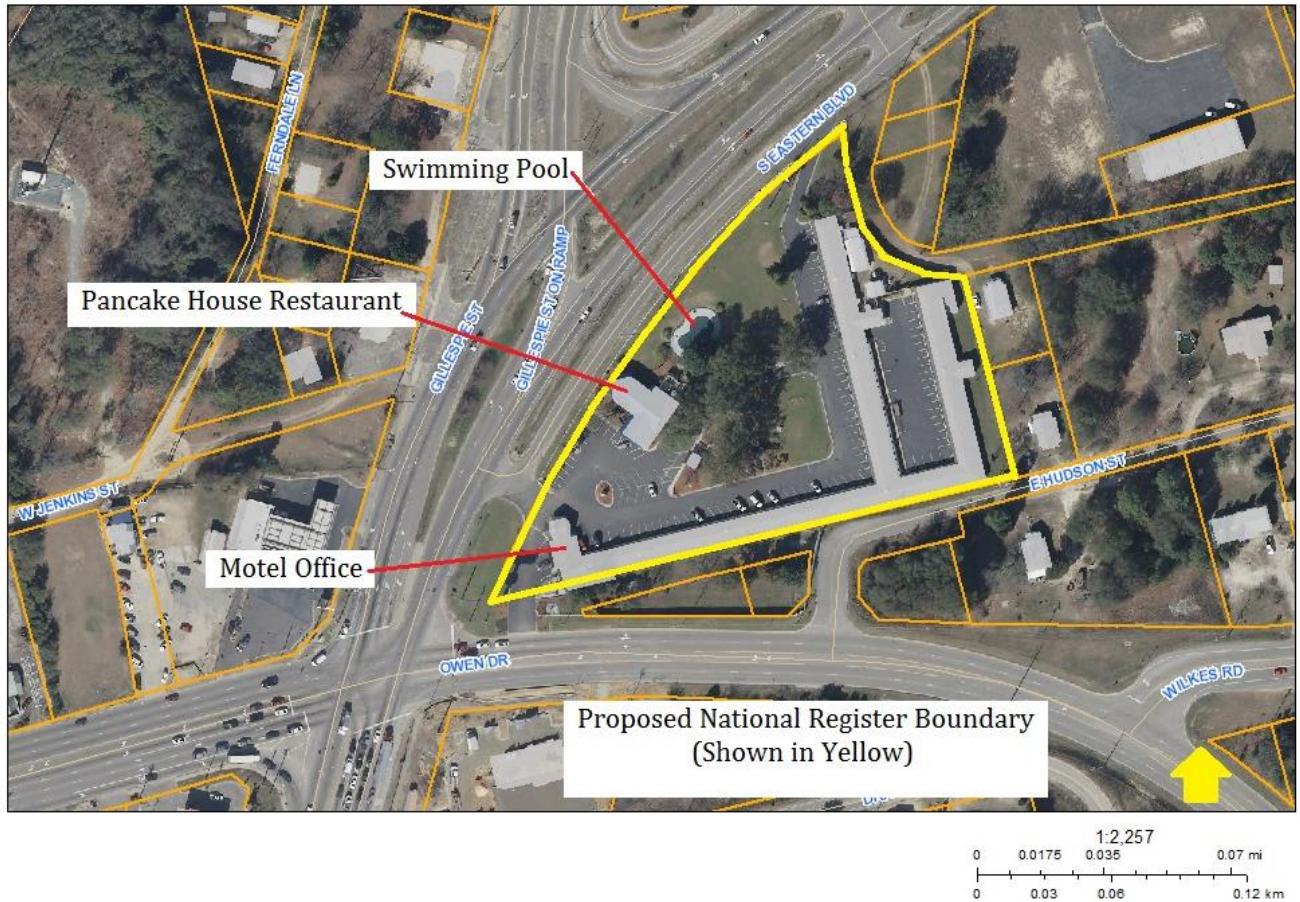 FERNDALE LN
S EASTERN BLVD
Swimming Pool
Pancake House Restaurant
GILLESPIE ST
GILLESPIE ST ON RAMP
W JENKINS ST
E HUDSON ST
Motel Office
OWEN DR
WILKES RD
Proposed National Register Boundary
(Shown in Yellow)
1:2,257
0 0.0175 0.035 0.07 mi
0 0.03 0.06 0.12 km